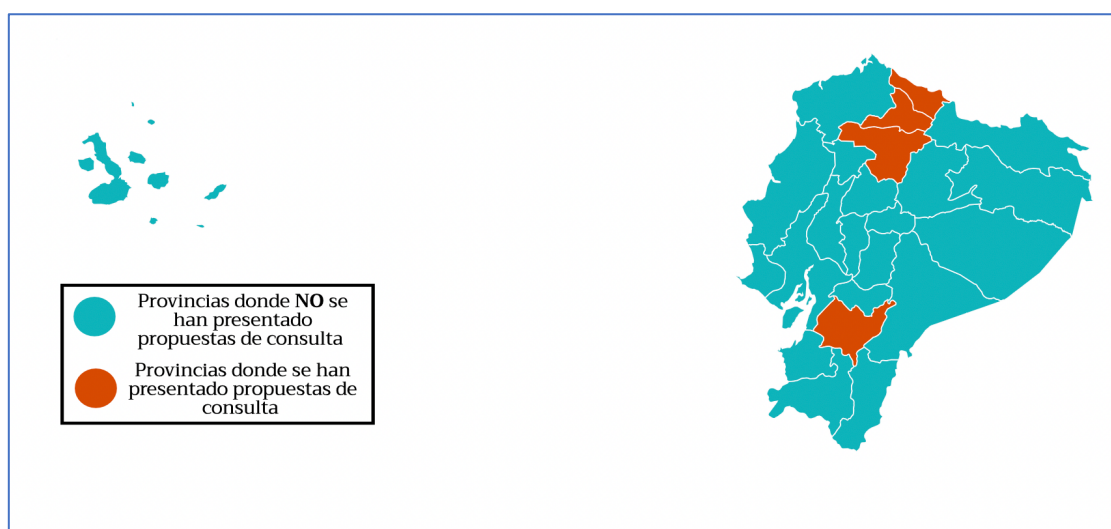 Provincias donde NO se
han presentado
propuestas de consulta
Provincias donde se han
presentado propuestas de
consulta